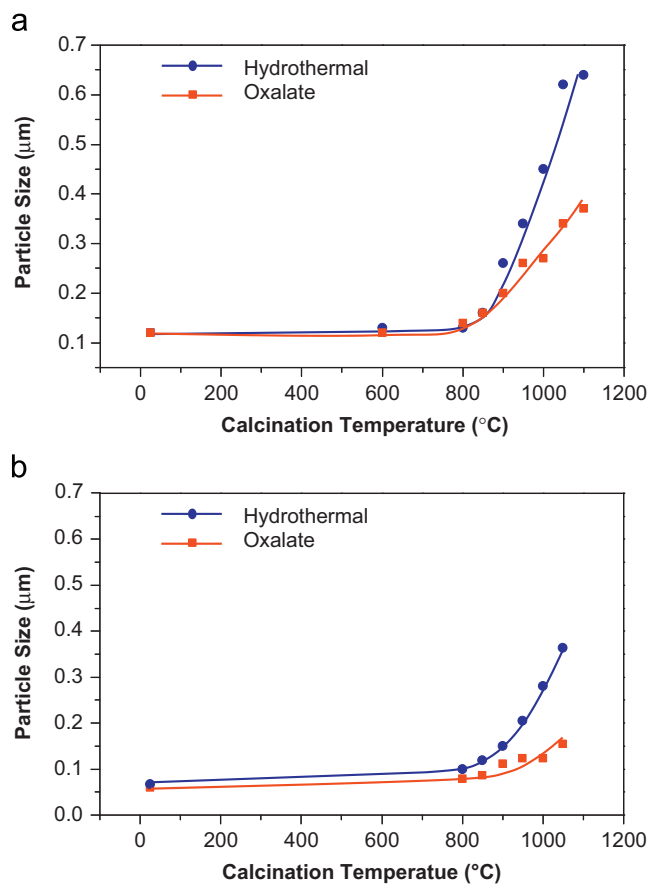 a
0.7
0.6
0.5
0.4
0.3
0.2
0.1
Particle Size (μm)
Hydrothermal
Oxalate
0 200 400 600 800 1000 1200
Calcination Temperature (°C)
b
0.7
0.6
0.5
0.4
0.3
0.2
0.1
0.0
Particle Size (μm)
Hydrothermal
Oxalate
0 200 400 600 800 1000 1200
Calcination Temperatue (°C)